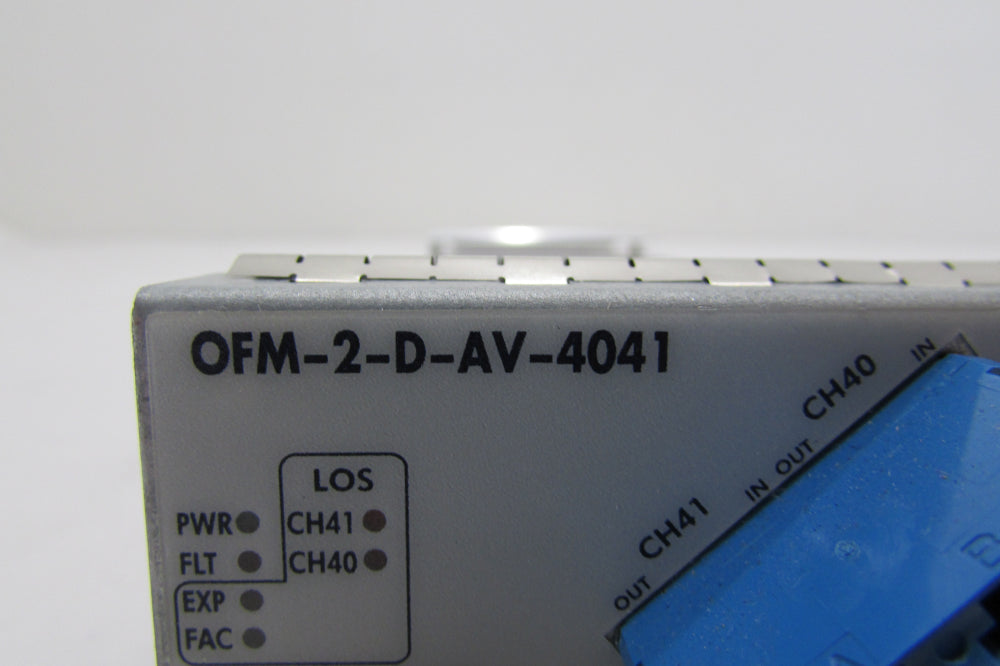 OFM-2-D-AV-4041
LOS
PWR CH41
FLT CH40
EXP
FAC
CH40 IN
OUT
CH41 IN
OUT